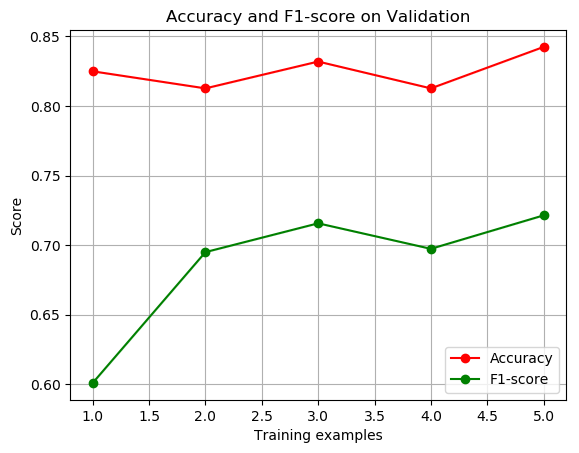 Accuracy and F1-score on Validation
0.85
0.80
0.75
0.70
0.65
0.60
Score
1.0 1.5 2.0 2.5 3.0 3.5 4.0 4.5 5.0
Training examples
Accuracy
F1-score